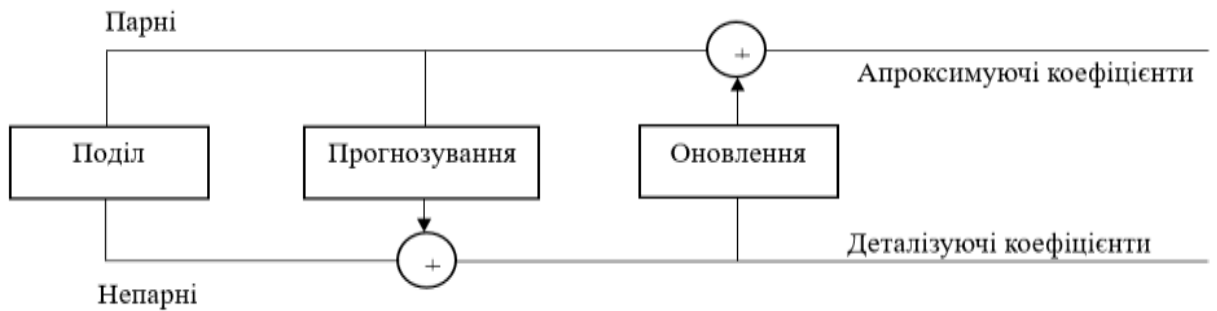 Парні
+
Апроксимуючі коефіцієнти
Поділ
Прогнозування
Оновлення
Деталізуючі коефіцієнти
+
Непарні